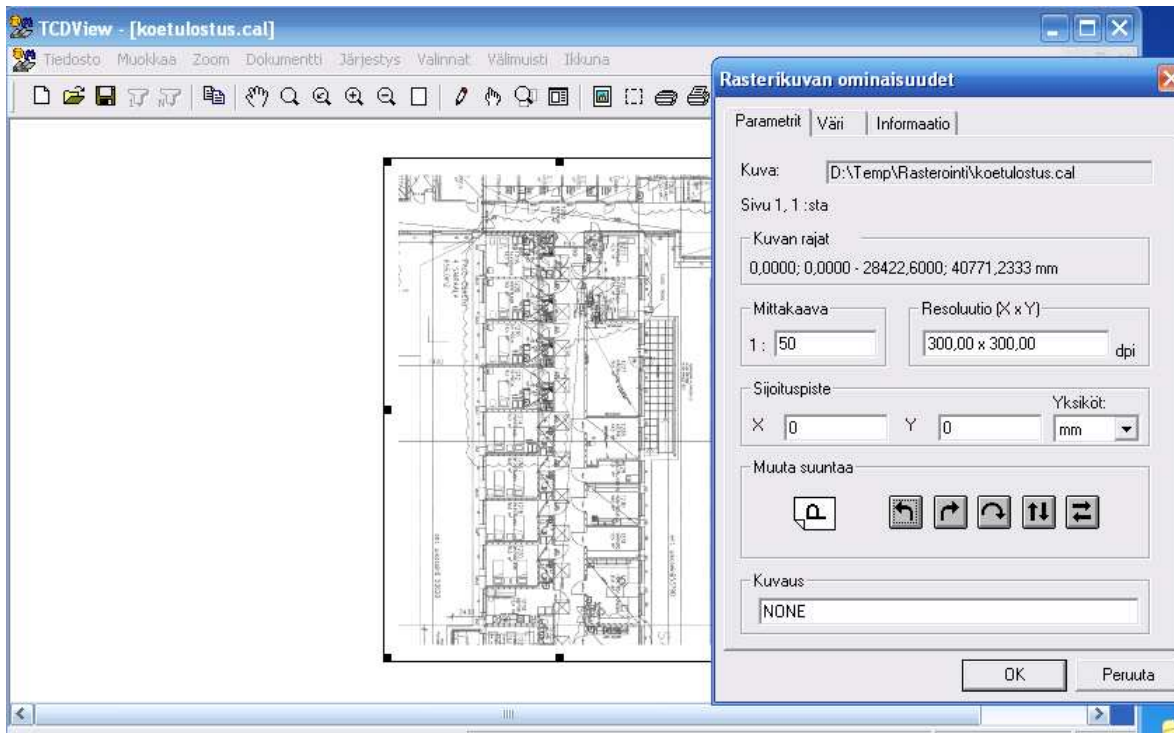 TCDView - [koetulostus.cal]
Tiedosto Muokkaa Zoom Dokumentti Järjestys Valinnat Välimuisti Ikkuna
Rasterikuvan ominaisuudet
Parametrit Väri Informaatio
Kuva: D:\Temp\Rasterointi\koetulostus.cal
Sivu 1, 1 :sta
Kuvan rajat
0,0000; 0,0000 - 28422,6000; 40771,2333 mm
Mittakaava
1 : 50
Resoluutio (X x Y)
300,00 x 300,00 dpi
Sijoituspiste
X 0 Y 0
Yksiköt:
mm
Muuta suuntaa
P
Kuvaus
NONE
OK Peruuta